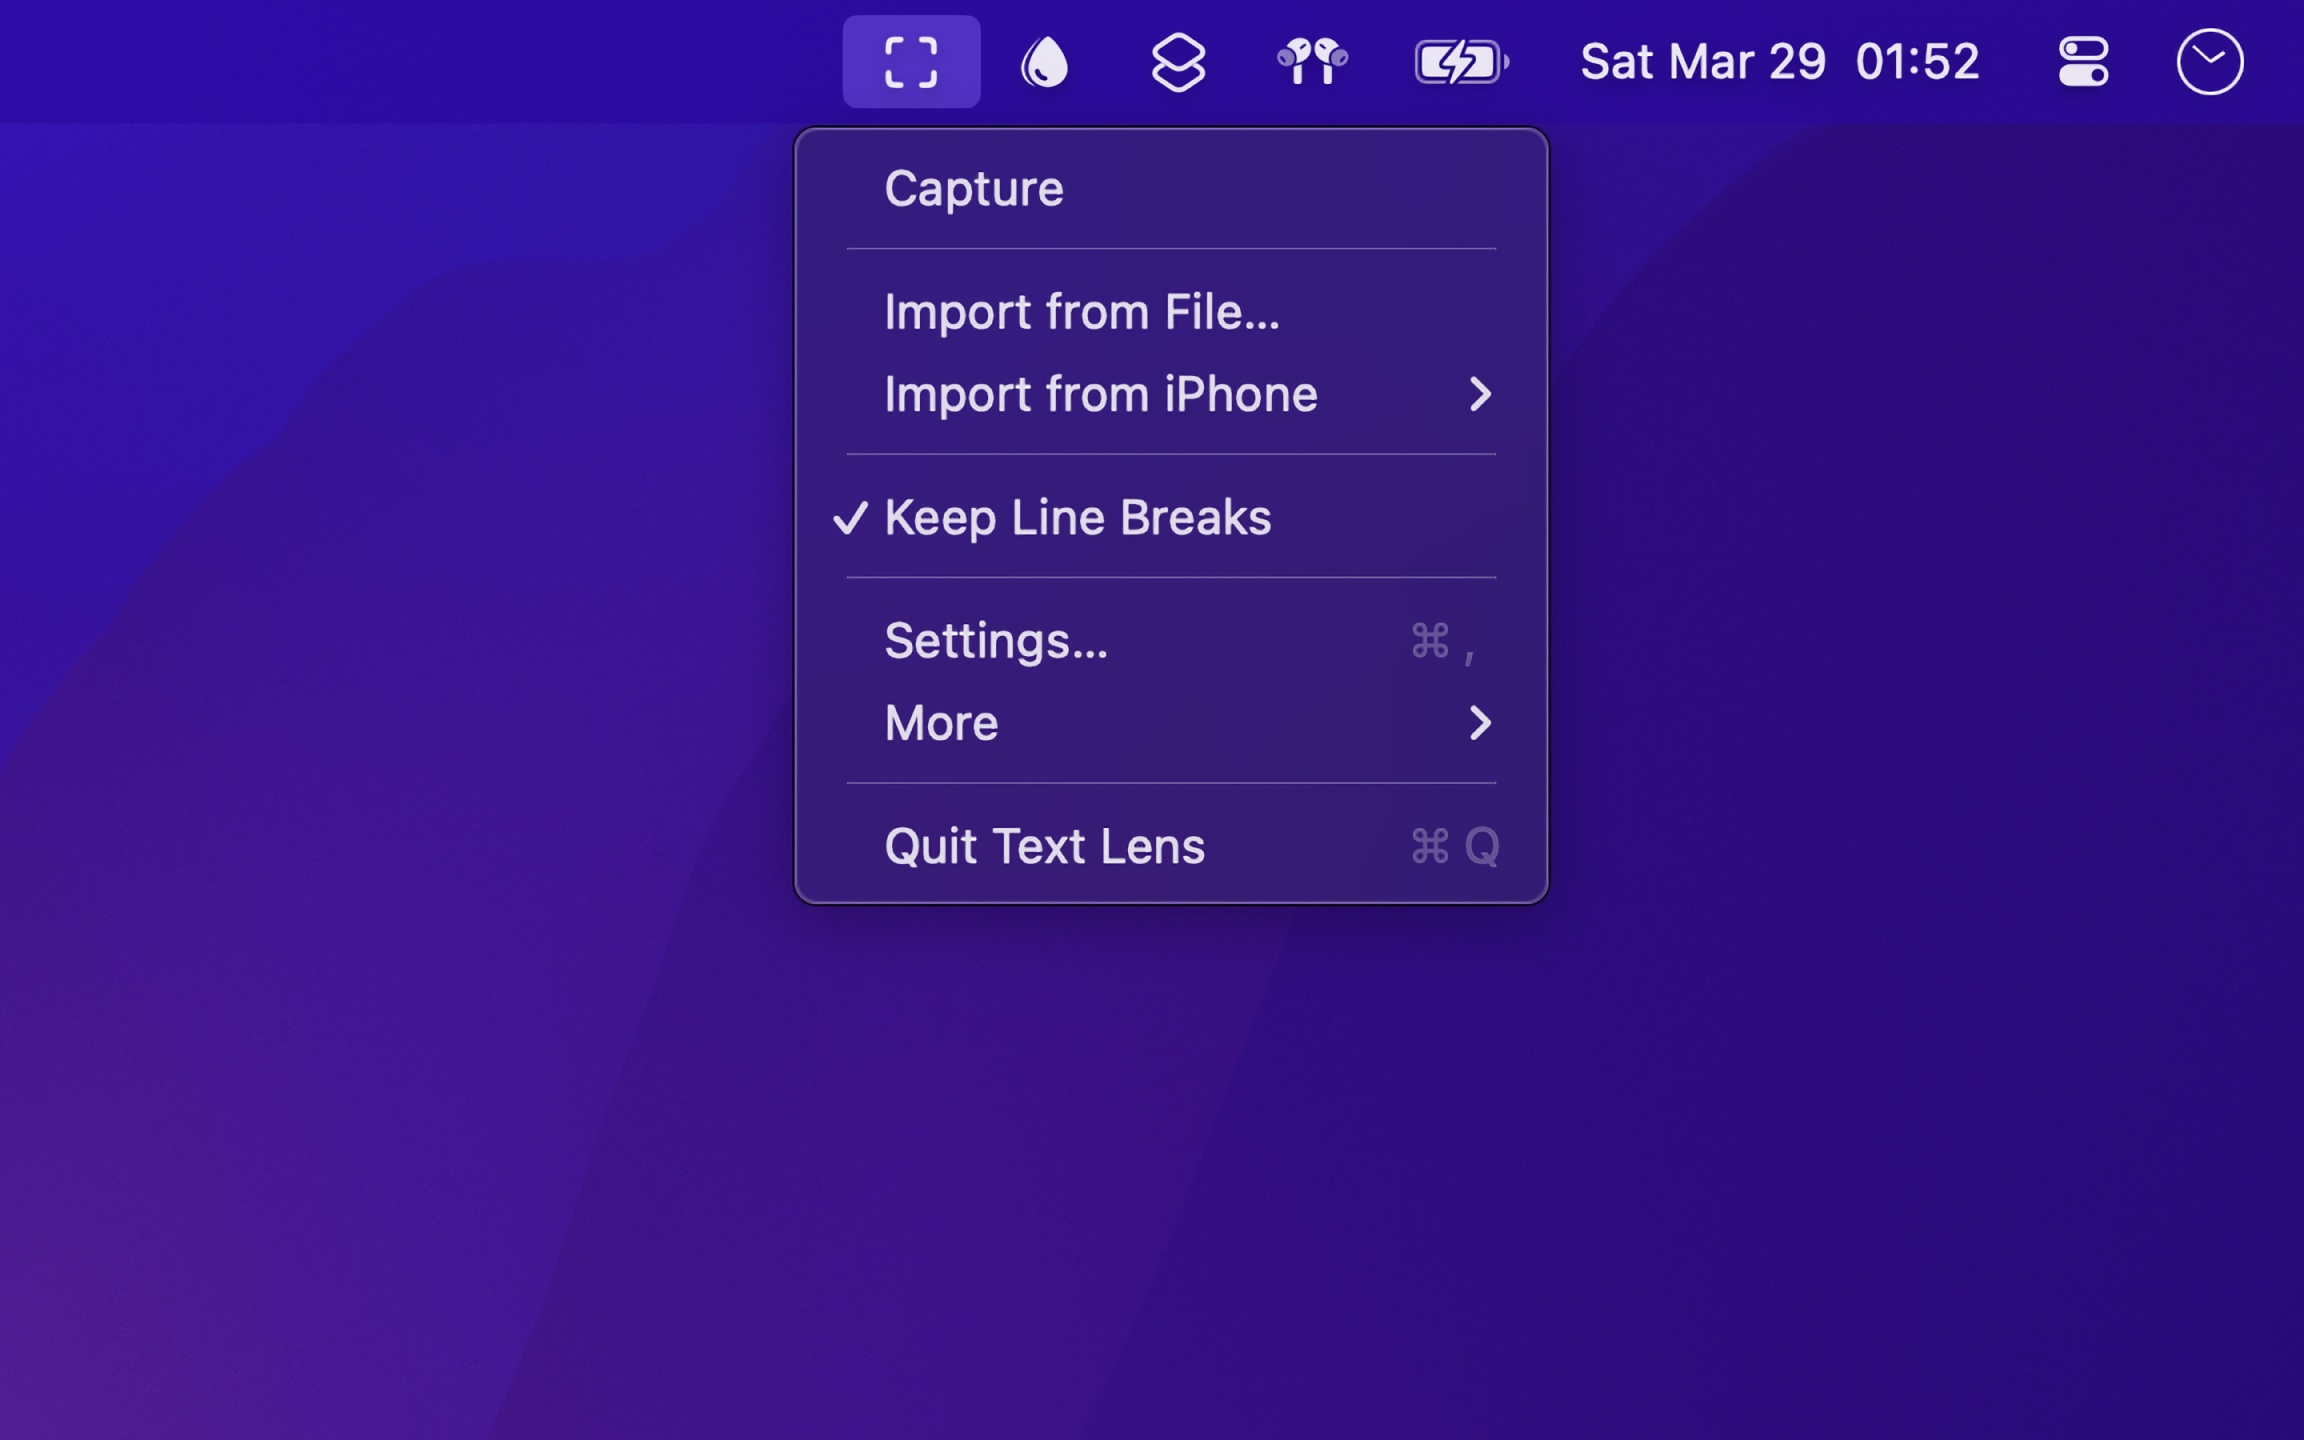 Sat Mar 29 01:52
Capture
Import from File...
Import from iPhone
Keep Line Breaks
Settings... ⌘ ,
More
Quit Text Lens ⌘ Q